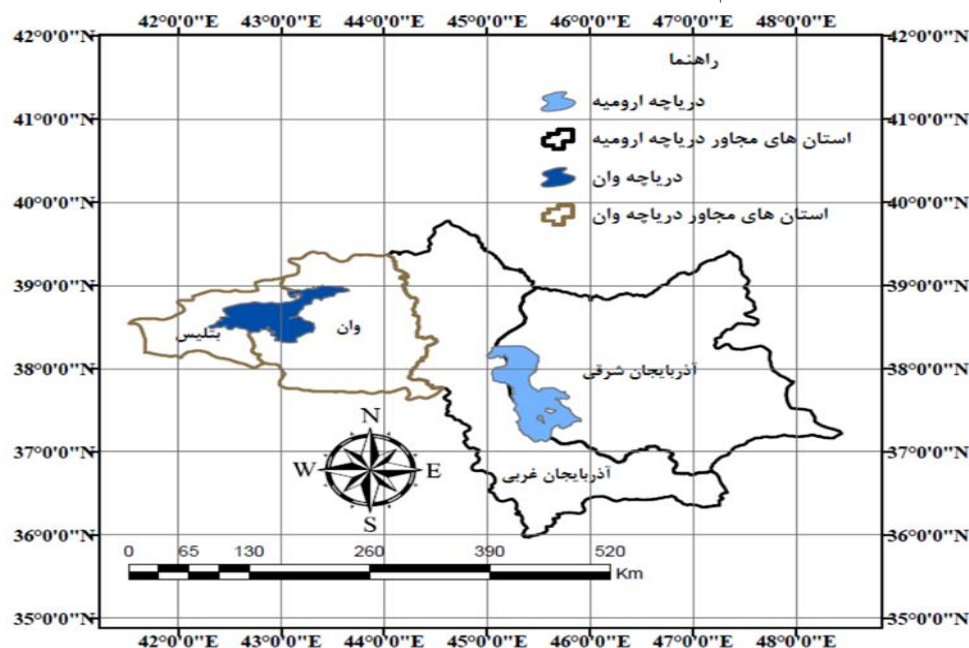 42°0'0"E 43°0'0"E 44°0'0"E 45°0'0"E 46°0'0"E 47°0'0"E 48°0'0"E
42°0'0"N 42°0'0"N
راهنما
دریاچه ارومیه
41°0'0"N 41°0'0"N
استان های مجاور دریاچه ارومیه
دریاچه وان
40°0'0"N 40°0'0"N
استان های مجاور دریاچه وان
39°0'0"N 39°0'0"N
وان
بتلیس
38°0'0"N 38°0'0"N
آذربایجان شرقی
N
37°0'0"N 37°0'0"N
W E
آذربایجان غربی
S
36°0'0"N 36°0'0"N
0 65 130 260 390 520
Km
35°0'0"N 35°0'0"N
42°0'0"E 43°0'0"E 44°0'0"E 45°0'0"E 46°0'0"E 47°0'0"E 48°0'0"E